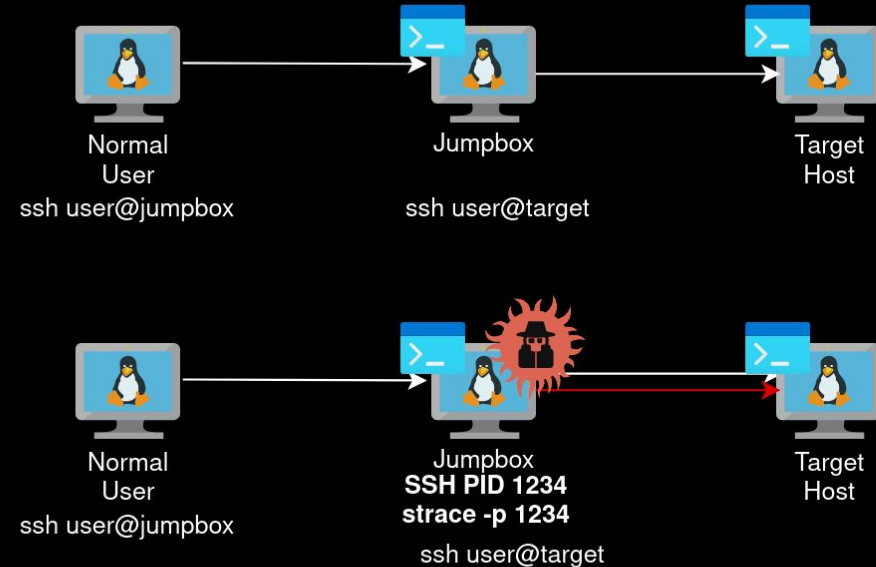 >_
>_
Normal
User
ssh user@jumpbox
Jumpbox
ssh user@target
Target
Host
>_
>_
Normal
User
ssh user@jumpbox
Jumpbox
SSH PID 1234
strace -p 1234
ssh user@target
Target
Host